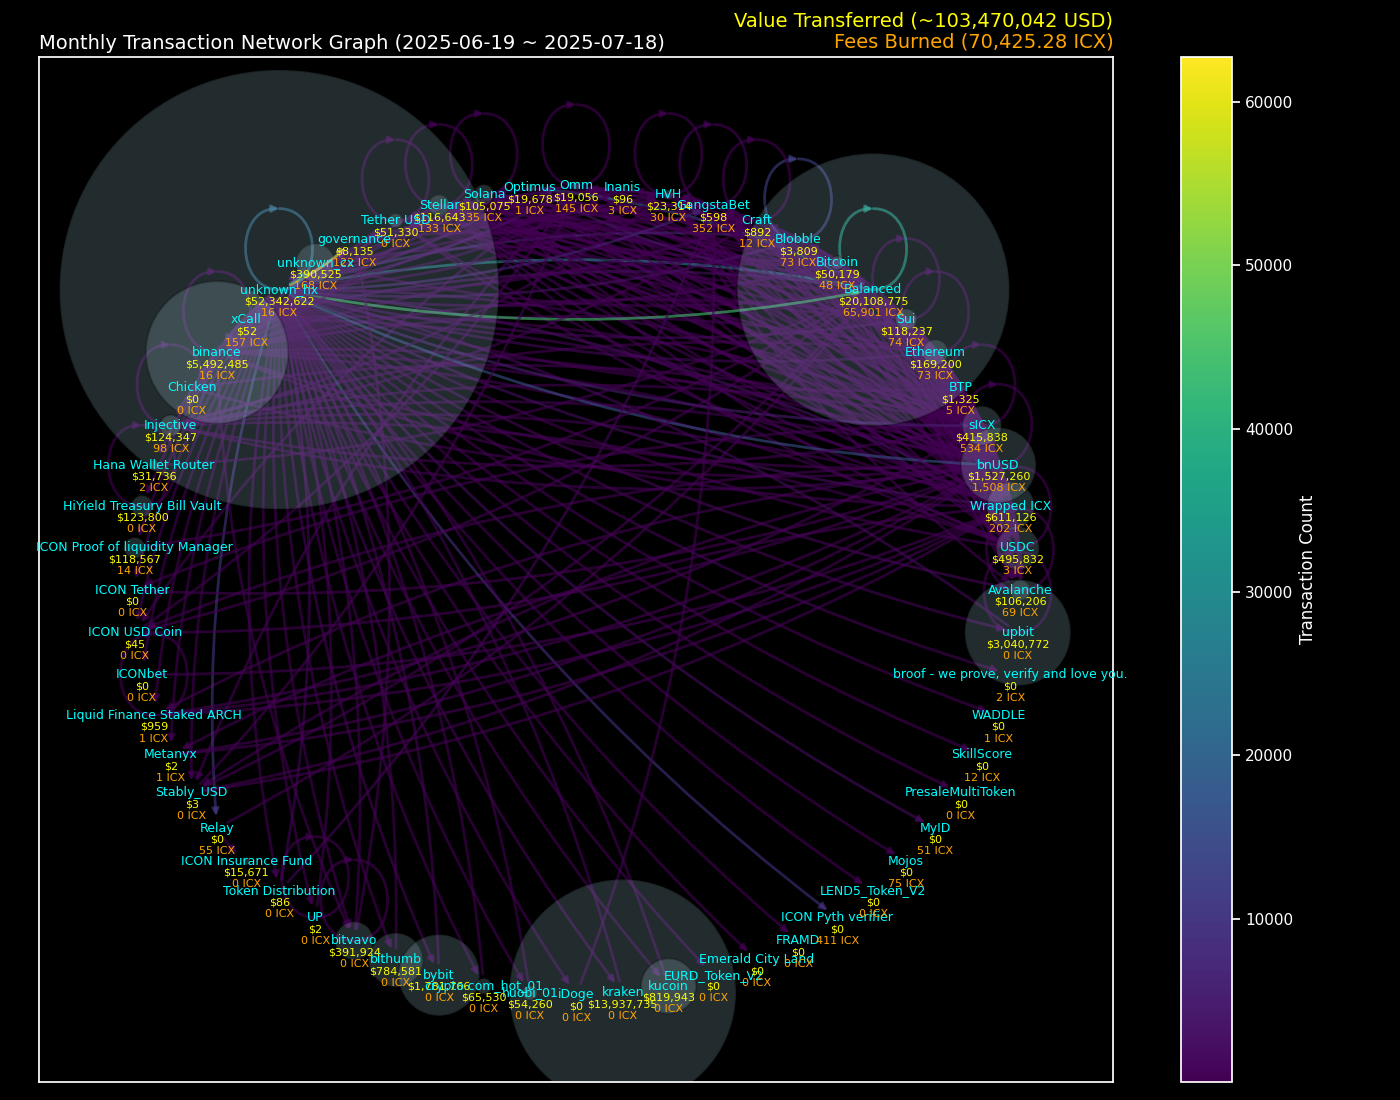 Value Transferred (~103,470,042 USD)
Monthly Transaction Network Graph (2025-06-19 ~ 2025-07-18)
Fees Burned (70,425.28 ICX)
Optimus
$19,678
1 ICX
Omm
$19,056
145 ICX
Inanis
$96
3 ICX
HVH
$23,314
30 ICX
GangstaBet
$598
352 ICX
Solana
$105,075
35 ICX
Stellar
$116,643
133 ICX
Tether USD
$51,330
0 ICX
governance
$8,135
122 ICX
unknown_cx
$390,525
168 ICX
unknown_hx
$52,342,622
16 ICX
xCall
$52
157 ICX
binance
$5,492,485
16 ICX
Chicken
$0
0 ICX
Injective
$124,347
98 ICX
Hana Wallet Router
$31,736
2 ICX
HiYield Treasury Bill Vault
$123,800
0 ICX
ICON Proof of liquidity Manager
$118,567
14 ICX
ICON Tether
$0
0 ICX
ICON USD Coin
$45
0 ICX
ICONbet
$0
0 ICX
Liquid Finance Staked ARCH
$959
1 ICX
Metanyx
$2
1 ICX
Stably_USD
$3
0 ICX
Relay
$0
55 ICX
ICON Insurance Fund
$15,671
0 ICX
Token Distribution
$86
0 ICX
UP
$2
0 ICX
bitvavo
$391,924
0 ICX
bithumb
$784,581
0 ICX
bybit
0 ICX
crypto.com_hot_01
$65,530
0 ICX
huobi_01
$54,260
0 ICX
iDoge
$0
0 ICX
kraken
$13,937,735
0 ICX
kucoin
$819,943
0 ICX
EURD_Token_V2
$0
0 ICX
Emerald City Land
$0
0 ICX
FRAMD
$0
0 ICX
ICON Pyth verifier
$0
411 ICX
LEND5_Token_V2
$0
0 ICX
Mojos
$0
75 ICX
MyID
$0
51 ICX
PresaleMultiToken
$0
0 ICX
SkillScore
$0
12 ICX
WADDLE
$0
1 ICX
broof - we prove, verify and love you.
$0
2 ICX
upbit
$3,040,772
0 ICX
Avalanche
$106,206
69 ICX
USDC
$495,832
3 ICX
Wrapped ICX
$611,126
202 ICX
bnUSD
$1,527,260
1,508 ICX
sICX
$415,838
534 ICX
BTP
$1,325
5 ICX
Ethereum
$169,200
73 ICX
Sui
$118,237
74 ICX
Balanced
$20,108,775
65,901 ICX
Bitcoin
$50,179
48 ICX
Blobble
$3,809
73 ICX
Craft
$892
12 ICX
60000
50000
40000
30000
20000
10000
Transaction Count